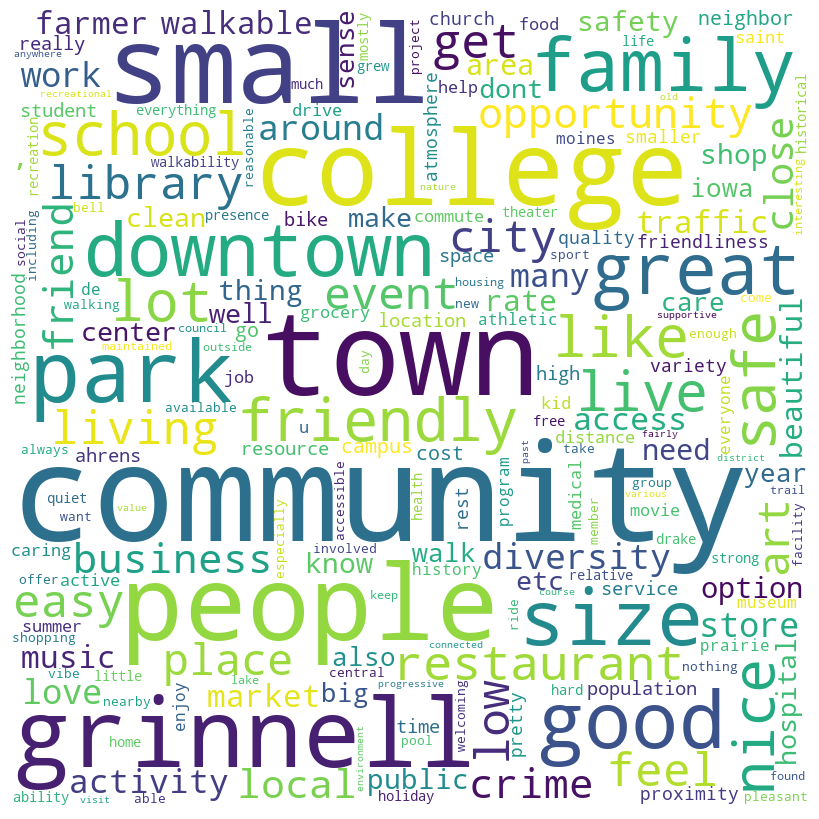 farmer
walkable
small
sense
get
project
church
food
safety
neighbor
anywhere
really
mostly
grew
life
saint
family
work
much
help
area
dont
recreational
student
everything
drive
atmosphere
old
opportunity
historical
school
around
reasonable
college
moines
smaller
shop
close
,
recreation
library
walkability
nature
iowa
interesting
bell
clean
presence
bike
make
commute
theater
traffic
social
including
friend
downtown
space
city
quality
friendliness
sport
de
walking
thing
housing
new
many
great
come
lot
event
grocery
rate
care
supportive
neighborhood
well
location
athletic
center
council
go
town
like
safe
beautiful
maintained
outside
park
job
day
high
variety
everyone
available
living
friendly
kid
live
free
access
fairly
always
u
resource
campus
cost
distance
need
ahrens
take
past
district
community
quiet
want
value
accessible
health
rest
program
medical
group
various
year
trail
especially
movie
member
facility
caring
business
involved
history
walk
diversity
drake
strong
art
offer
active
know
etc
relative
easy
people
keep
course
service
option
museum
summer
size
store
shopping
music
ride
prairie
vibe
little
place
also
connected
restaurant
nothing
nice
love
nearby
market
big
central
progressive
low
hard
population
hospitale
lake
enjoy
grinnell
time
welcoming
pretty
good
home
pool
feel
found
environment
activity
local
public
crime
proximity
pleasant
ability
visit
able
holiday